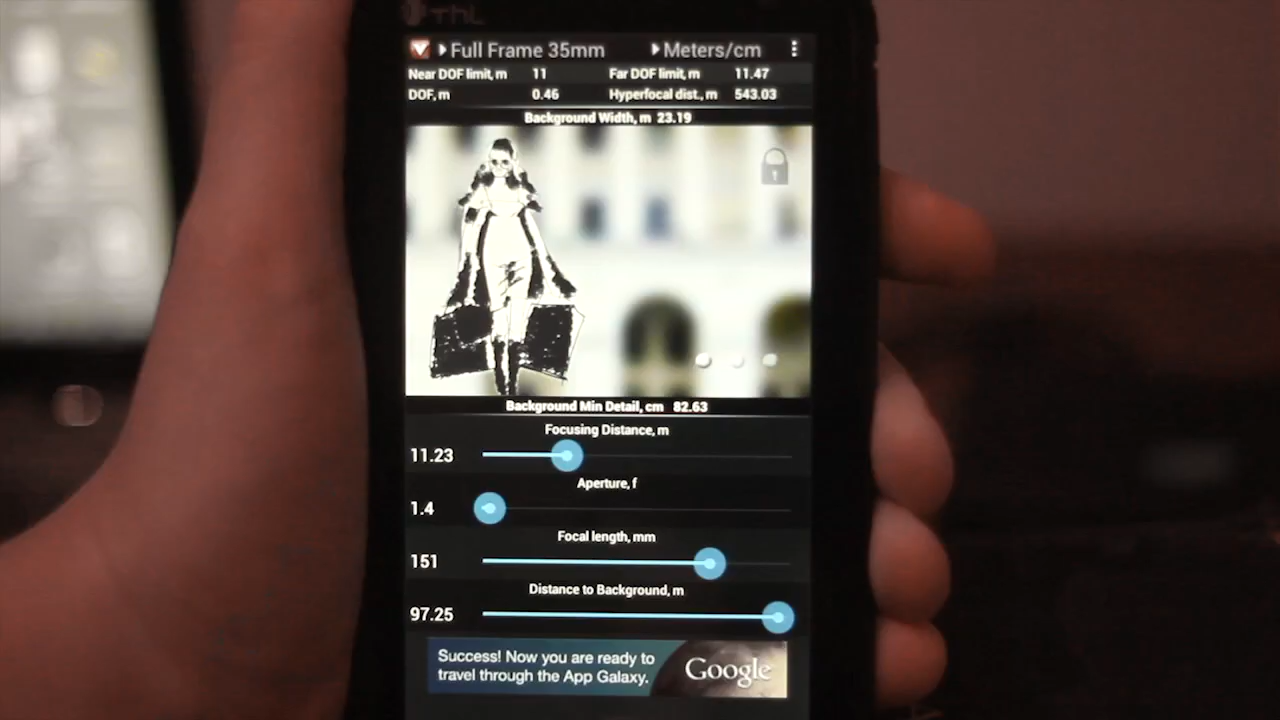 THL
Full Frame 35mm Meters/cm
Near DOF limit, m 11 Far DOF limit, m 11.47
DOF, m 0.46 Hyperfocal dist., m 543.03
Background Width, m 23.19
Background Min Detail, cm 82.63
Focusing Distance, m
11.23
Aperture, f
1.4
Focal length, mm
151
Distance to Background, m
97.25
Success! Now you are ready to
travel through the App Galaxy.
Google